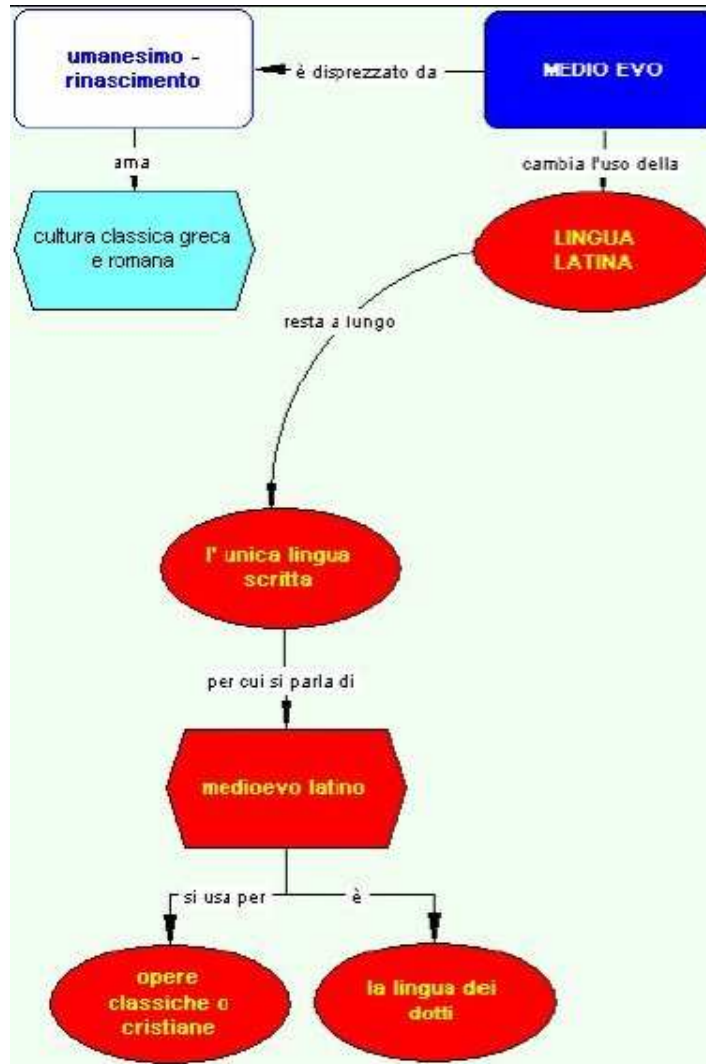 umanesimo -
rinascimento
è disprezzato da
MEDIO EVO
ama
cambia l'uso della
cultura classica greca
e romana
LINGUA
LATINA
resta a lungo
l' unica lingua
scritta
per cui si parla di
medioevo latino
si usa per
è
opere
classiche o
cristiane
la lingua dei
dotti